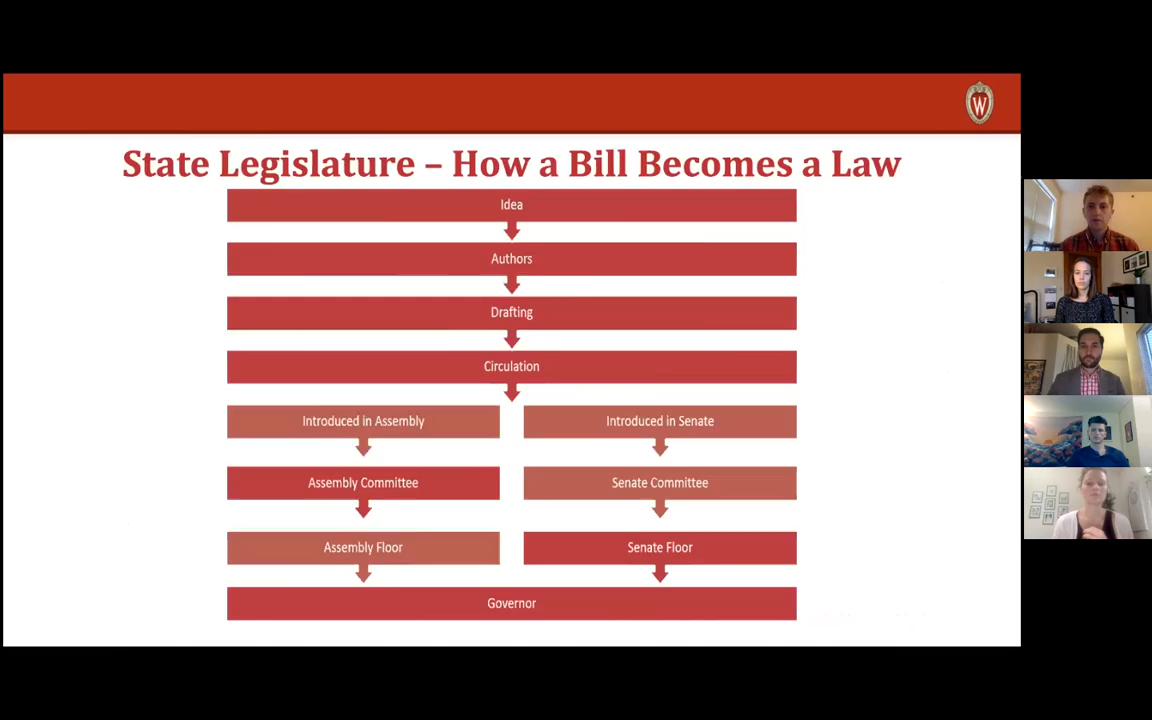 W
State Legislature – How a Bill Becomes a Law
Idea
Authors
Drafting
Circulation
Introduced in Assembly
Introduced in Senate
Assembly Committee
Senate Committee
Assembly Floor
Senate Floor
Governor